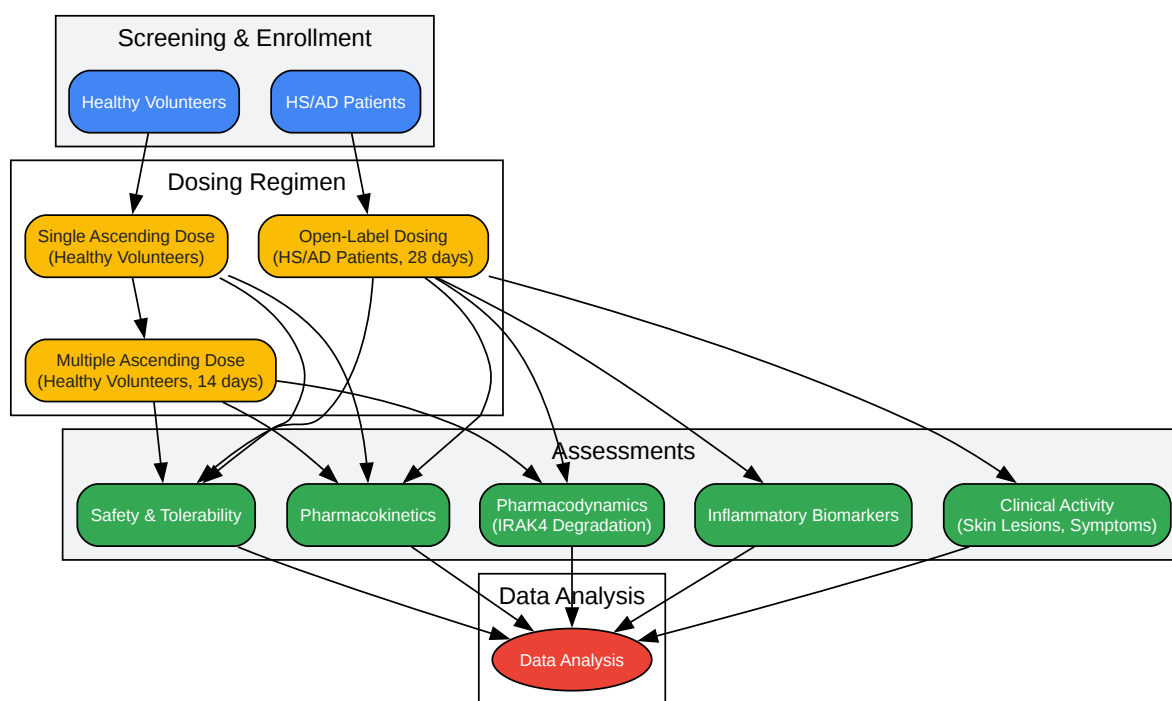 Screening & Enrollment
Healthy Volunteers
HS/AD Patients
Dosing Regimen
Single Ascending Dose
(Healthy Volunteers)
Open-Label Dosing
(HS/AD Patients, 28 days)
Multiple Ascending Dose
(Healthy Volunteers, 14 days)
Assessments
Safety & Tolerability
Pharmacokinetics
Pharmacodynamics
(IRAK4 Degradation)
Inflammatory Biomarkers
Clinical Activity
(Skin Lesions, Symptoms)
Data Analysis
Data Analysis